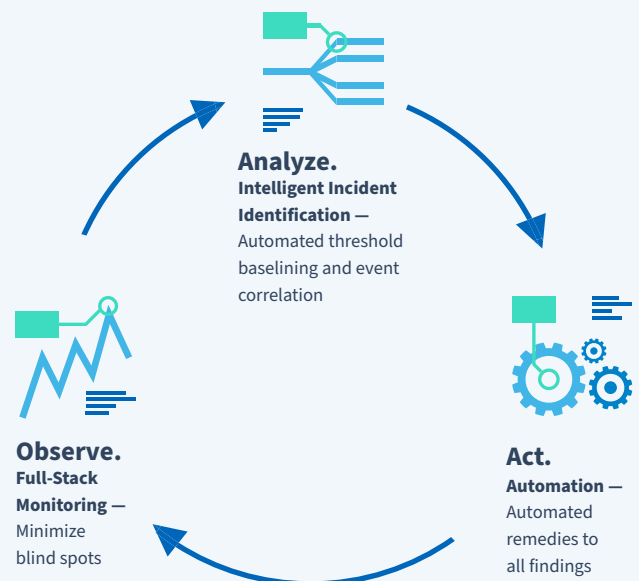 Analyze.
Intelligent Incident
Identification —
Automated threshold
baselining and event
correlation
Observe.
Full-Stack
Monitoring —
Minimize
blind spots
Act.
Automation —
Automated
remedies to
all findings